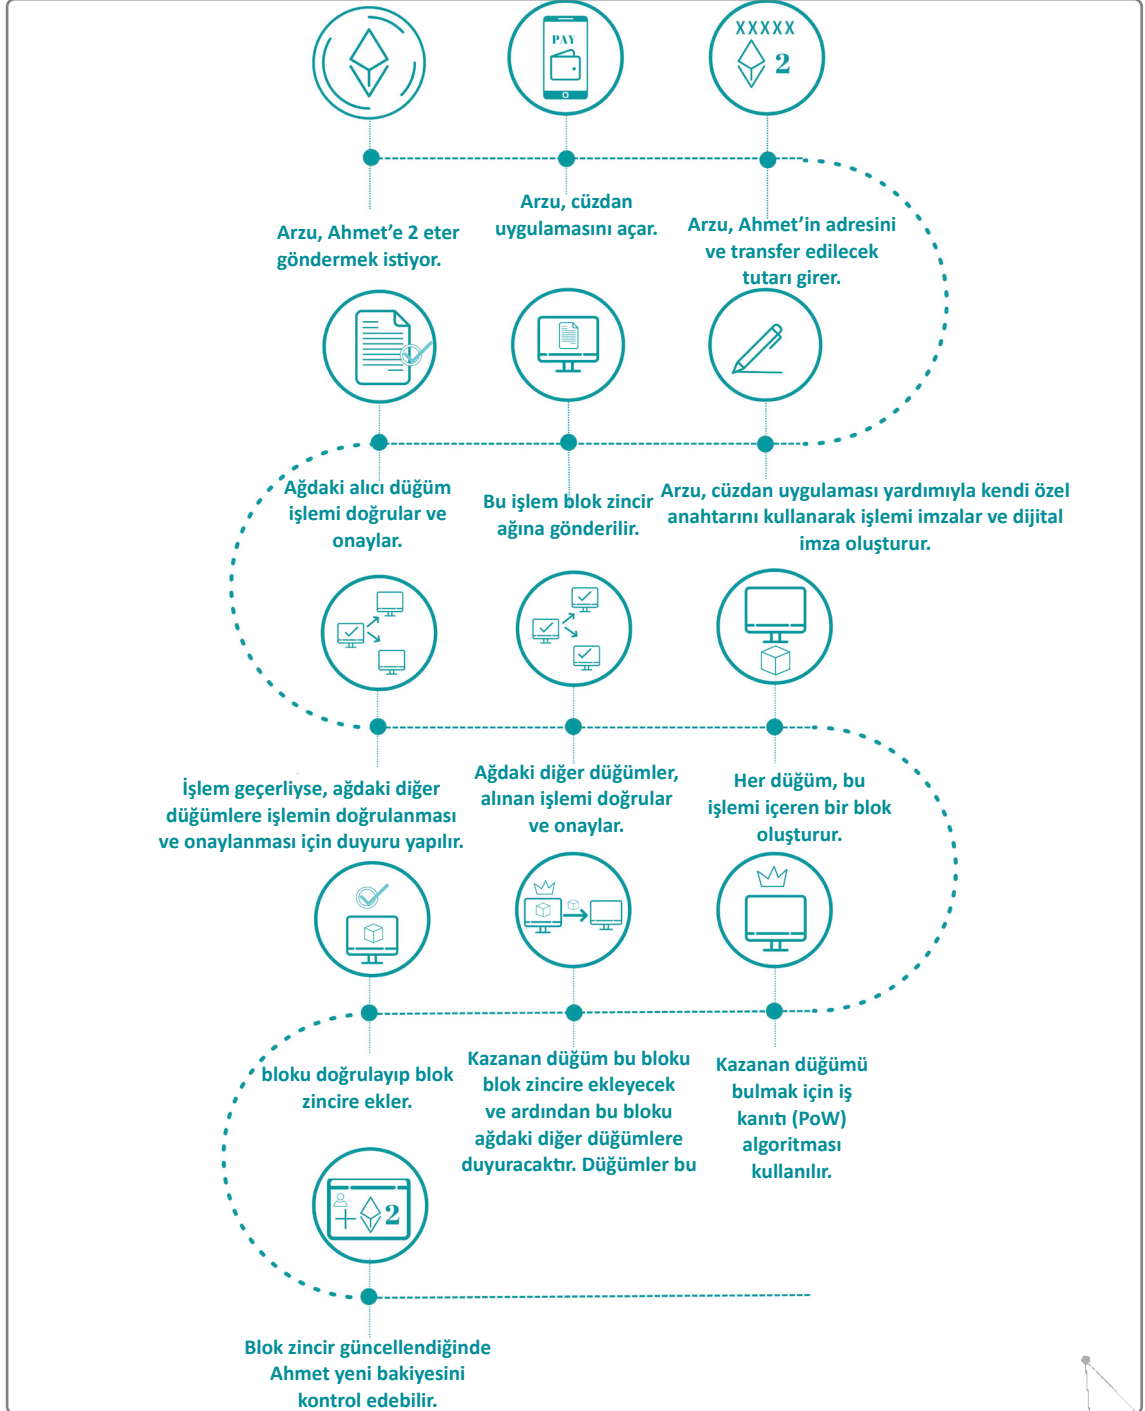 PAY
XXXXX
2
Arzu, Ahmet’e 2 eter
göndermek istiyor.
Arzu, cüzdan
uygulamasını açar.
Arzu, Ahmet’in adresini
ve transfer edilecek
tutarı girer.
Arzu, cüzdan uygulaması yardımıyla kendi özel
anahtarını kullanarak işlemi imzalar ve dijital
imza oluşturur.
Bu işlem blok zincir
ağına gönderilir.
Ağdaki alıcı düğüm
işlemi doğrular ve
onaylar.
İşlem geçerliyse, ağdaki diğer
düğümlere işlemin doğrulanması
ve onaylanması için duyuru yapılır.
Ağdaki diğer düğümler,
alınan işlemi doğrular
ve onaylar.
Her düğüm, bu
işlemi içeren bir blok
oluşturur.
Kazanan düğümü
bulmak için iş
kanıtı (PoW)
algoritması
kullanılır.
Kazanan düğüm bu bloku
blok zincire ekleyecek
ve ardından bu bloku
ağdaki diğer düğümlere
duyuracaktır. Düğümler bu
bloku doğrulayıp blok
zincire ekler.
2
Blok zincir güncellendiğinde
Ahmet yeni bakiyesini
kontrol edebilir.